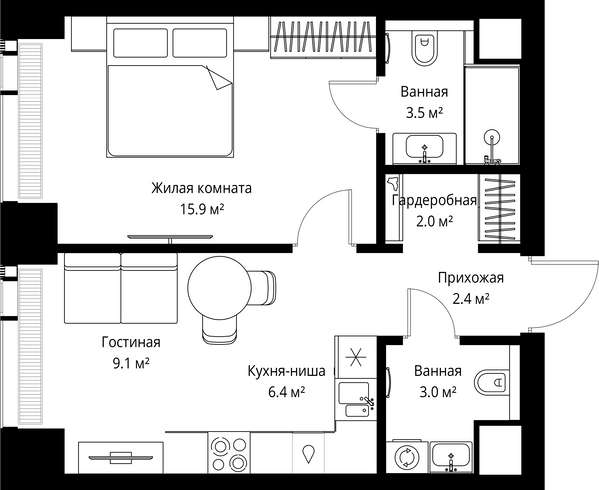 Ванная
3.5 м²
Жилая комната
15.9 м²
Гардеробная
2.0 м²
Прихожая
2.4 м²
Гостиная
9.1 м²
Кухня-ниша
6.4 м²
Ванная
3.0 м²